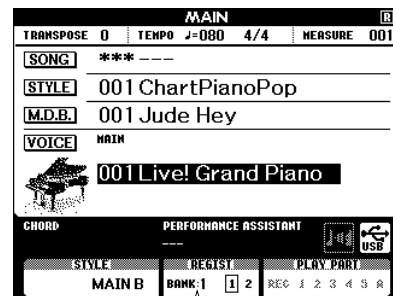 MAIN R
TRANSPOSE 0 TEMPO ♩=080 4/4 MEASURE 001
SONG *** ---
STYLE 001 ChartPianoPop
M.D.B. 001 Jude Hey
VOICE MAIN
001 Live! Grand Piano
CHORD PERFORMANCE ASSISTANT
---
USB
STYLE REGIST PLAY PART
MAIN B BANK:1 1 2 REC 1 2 3 4 5 A